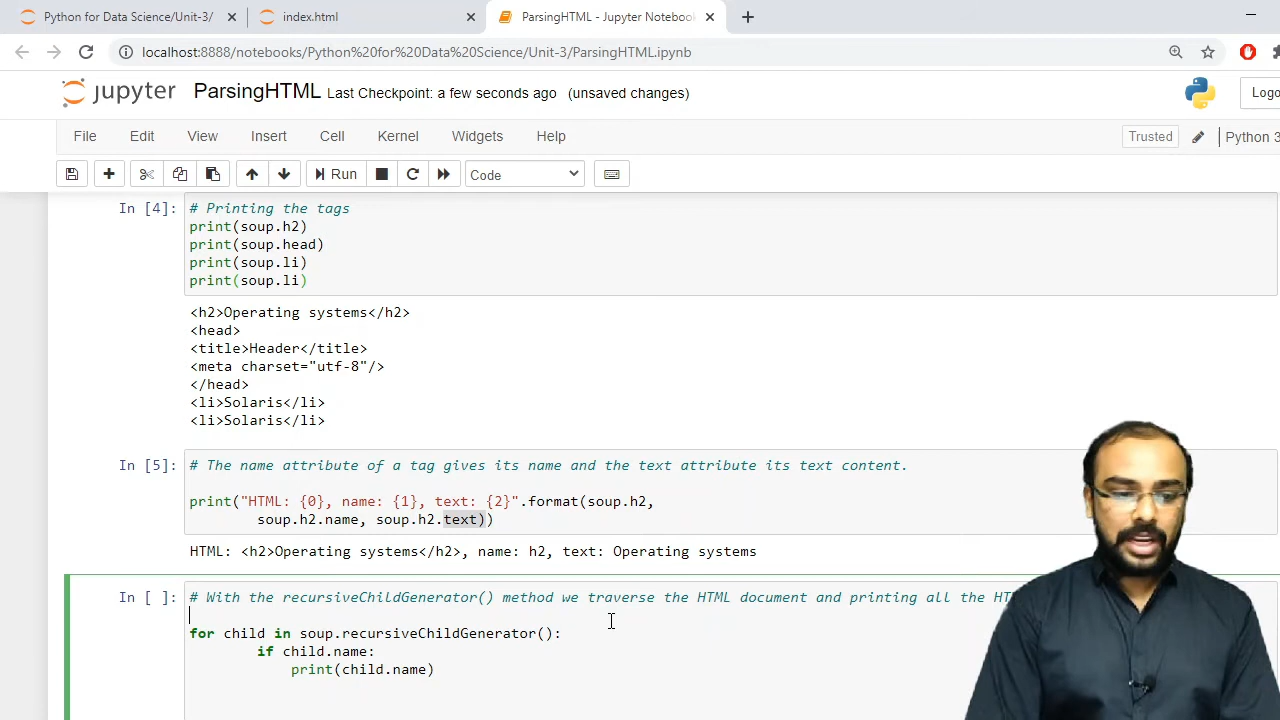 Python for Data Science/Unit-3/
index.html
ParsingHTML - Jupyter Notebook
localhost:8888/notebooks/Python%20for%20Data%20Science/Unit-3/ParsingHTML.ipynb
jupyter ParsingHTML Last Checkpoint: a few seconds ago (unsaved changes)
Logo
File Edit View Insert Cell Kernel Widgets Help
Trusted
Python 3
Run
Code
In [4]: # Printing the tags
print(soup.h2)
print(soup.head)
print(soup.li)
print(soup.li)
<h2>Operating systems</h2>
<head>
<title>Header</title>
<meta charset="utf-8"/>
</head>
<li>Solaris</li>
<li>Solaris</li>
In [5]: # The name attribute of a tag gives its name and the text attribute its text content.
print("HTML: {0}, name: {1}, text: {2}".format(soup.h2,
soup.h2.name, soup.h2.text))
HTML: <h2>Operating systems</h2>, name: h2, text: Operating systems
In [ ]: # With the recursiveChildGenerator() method we traverse the HTML document and printing all the HT
for child in soup.recursiveChildGenerator():
if child.name:
print(child.name)